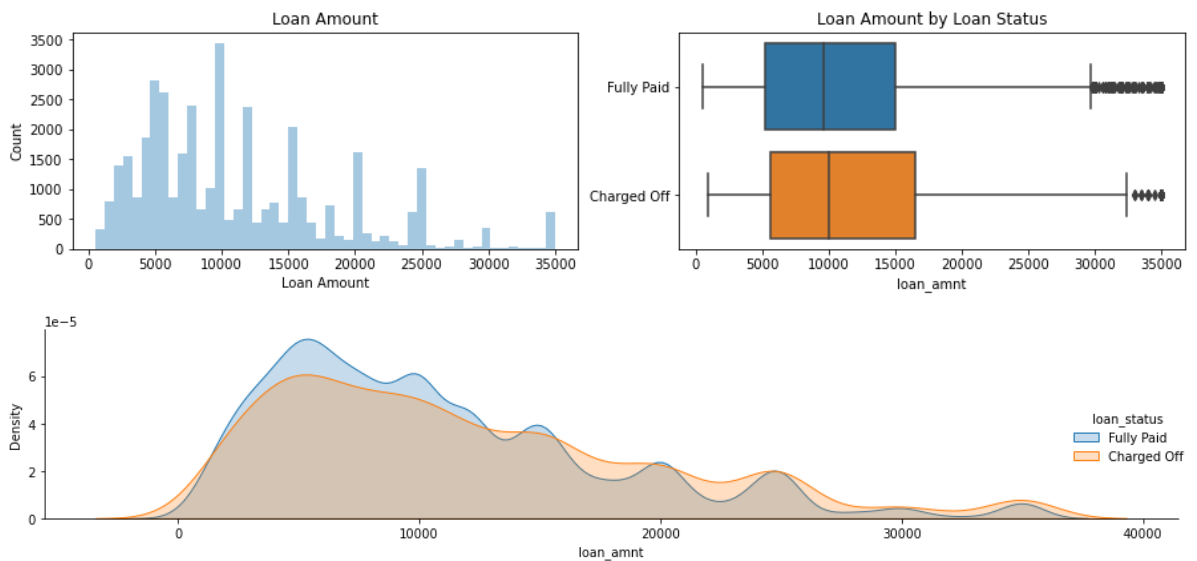 Loan Amount
3500
3000
2500
2000
1500
1000
500
0
Count
0 5000 10000 15000 20000 25000 30000 35000
Loan Amount
Loan Amount by Loan Status
Fully Paid
Charged Off
0 5000 10000 15000 20000 25000 30000 35000
loan_amnt
1e−5
6
4
2
0
Density
0 10000 20000 30000 40000
loan_amnt
loan_status
Fully Paid
Charged Off